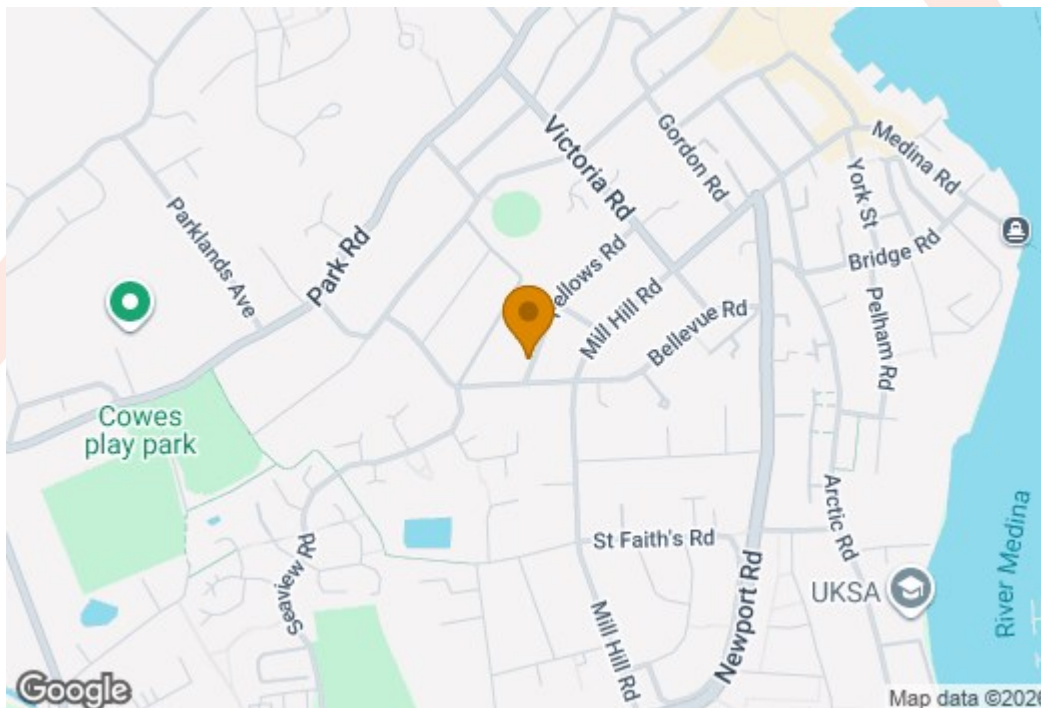 Medina Rd
Gordon Rd
Victoria Rd
York St
Bridge Rd
Parklands Ave
Park Rd
ellows Rd
Mill Hill Rd
Bellevue Rd
Pelham Rd
Cowes
play park
Arctic Rd
St Faith's Rd
Seaview Rd
UKSA
River Medina
Newport Rd
Mill Hill Rd
Google
Map data ©2026